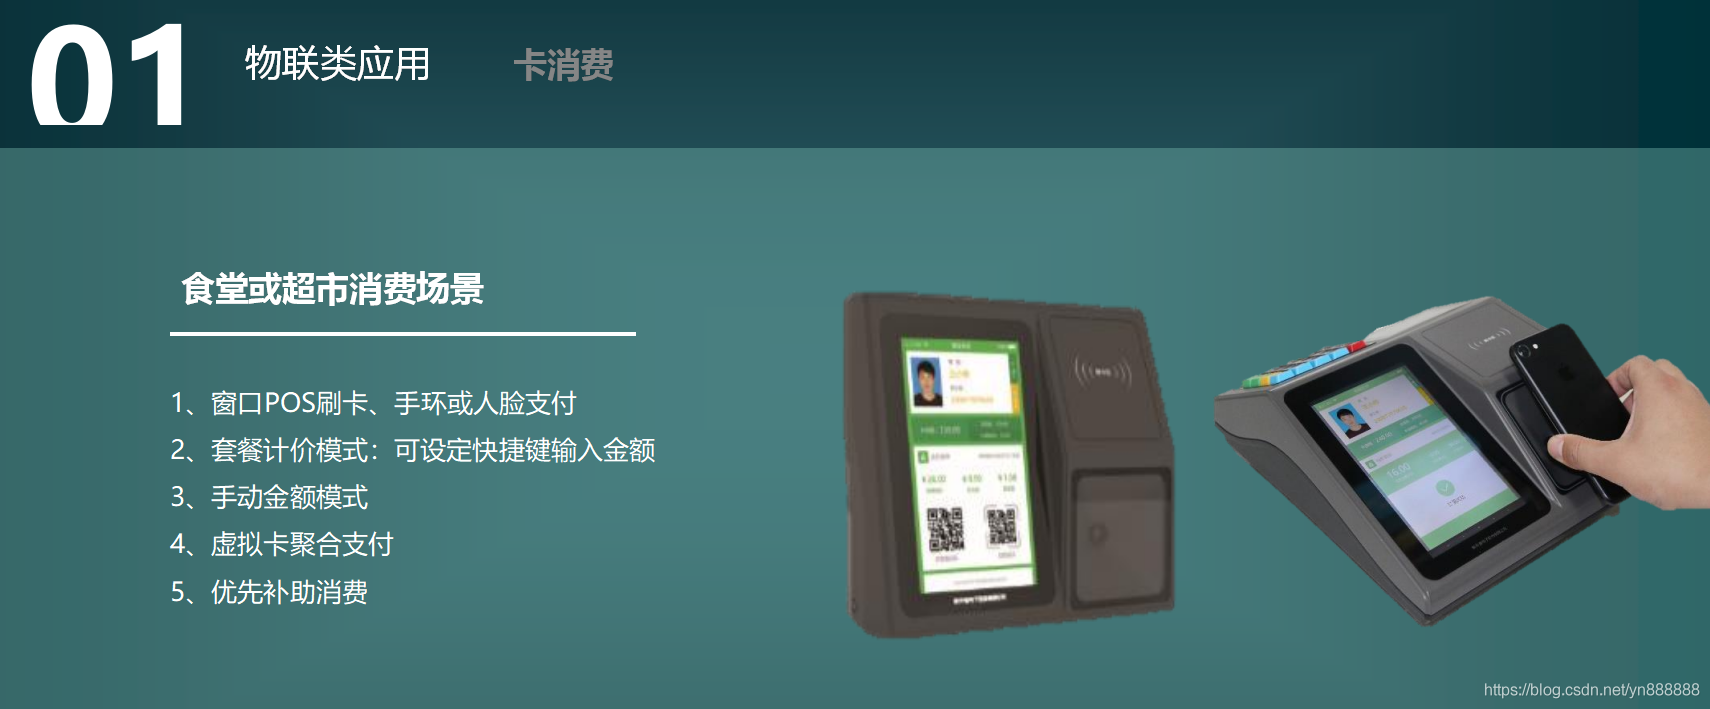 01
物联类应用
卡消费
食堂或超市消费场景
1、窗口POS刷卡、手环或人脸支付
2、套餐计价模式：可设定快捷键输入金额
3、手动金额模式
4、虚拟卡聚合支付
5、优先补助消费
https://blog.csdn.net/yn888888